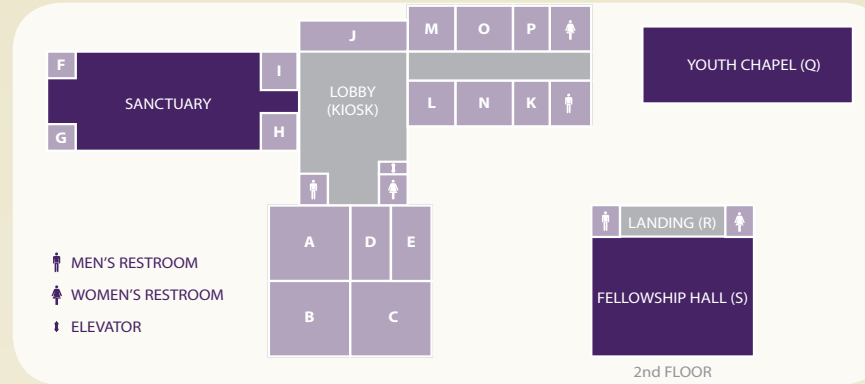 J
M
O
P
F
I
SANCTUARY
LOBBY
(KIOSK)
G
H
L
N
K
YOUTH CHAPEL (Q)
A
D
E
B
C
MEN'S RESTROOM
WOMEN'S RESTROOM
ELEVATOR
LANDING (R)
FELLOWSHIP HALL (S)
2nd FLOOR